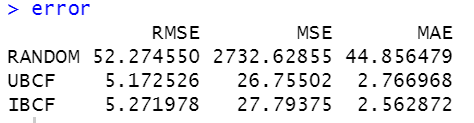 > error
RMSE MSE MAE
RANDOM 52.274550 2732.62855 44.856479
UBCF 5.172526 26.75502 2.766968
IBCF 5.271978 27.79375 2.562872